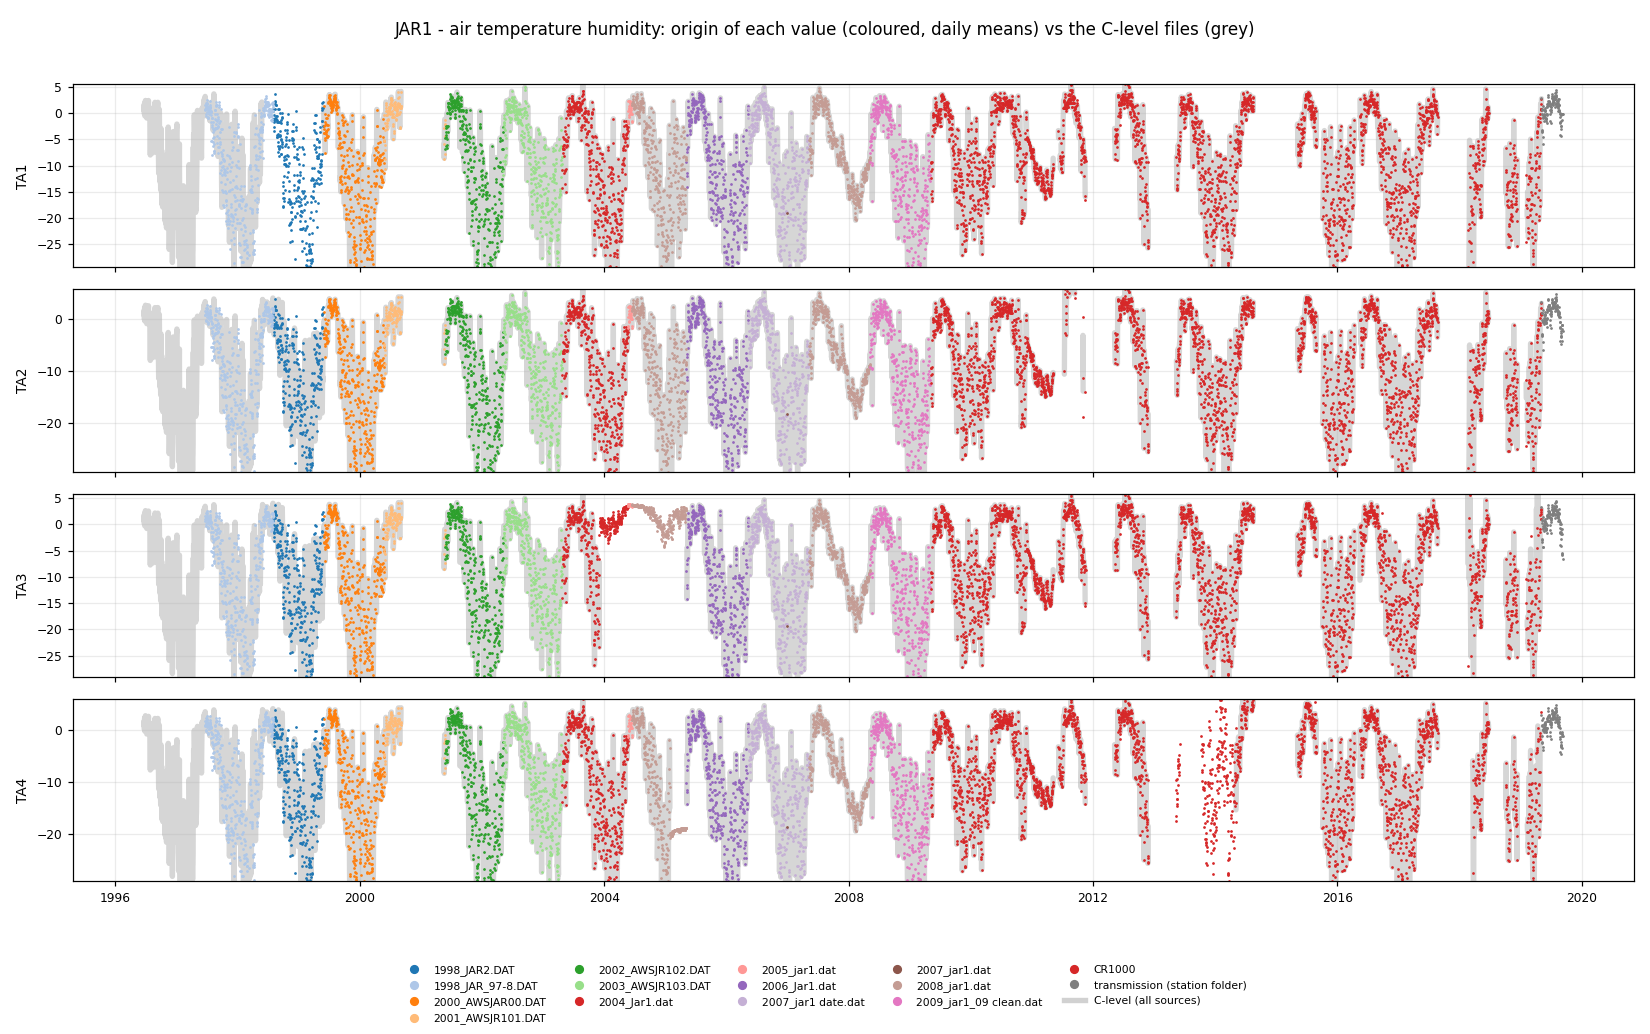 JAR1 - air temperature humidity: origin of each value (coloured, daily means) vs the C-level files (grey)
TA1
5
0
−5
−10
−15
−20
−25
TA2
0
−10
−20
TA3
5
0
−5
−10
−15
−20
−25
TA4
0
−10
−20
1996 2000 2004 2008 2012 2016 2020
1998_JAR2.DAT
1998_JAR_97-8.DAT
2000_AWSJAR00.DAT
2001_AWSJR101.DAT
2002_AWSJR102.DAT
2003_AWSJR103.DAT
2004_Jar1.dat
2005_jar1.dat
2006_Jar1.dat
2007_jar1 date.dat
2007_jar1.dat
2008_jar1.dat
2009_jar1_09 clean.dat
CR1000
transmission (station folder)
C-level (all sources)